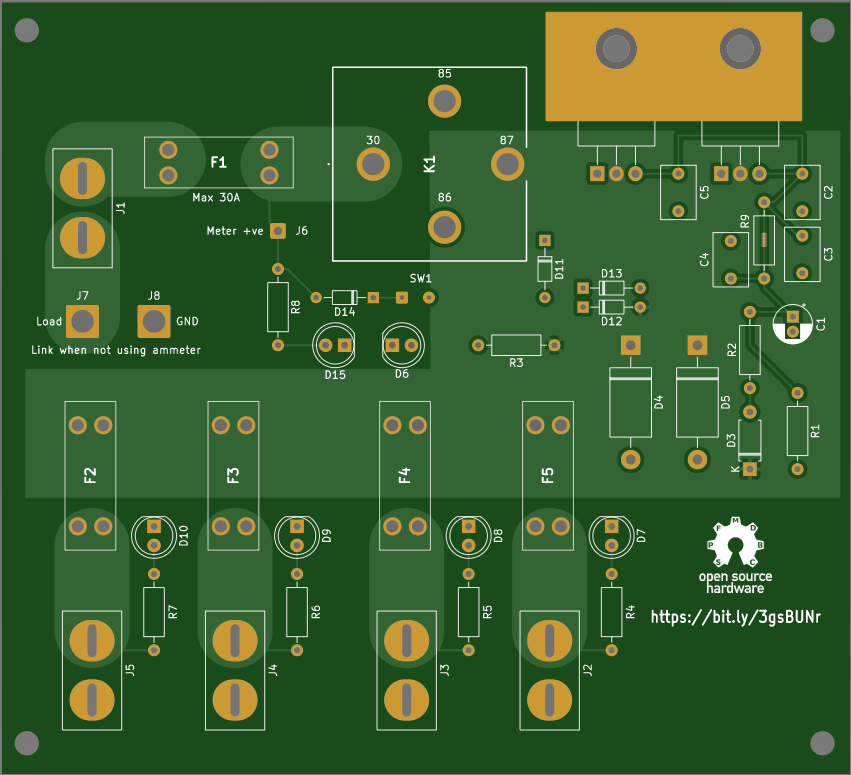 85
30
87
K1
86
F1
Max 30A
J1
Meter +ve
J6
J7
J8
Load
GND
Link when not using ammeter
R8
SW1
D14
D15
D6
C5
C2
R9
C4
C3
D11
D13
D12
+
C1
R3
R2
D4
D5
D3
R1
K
F2
F3
F4
F5
D10
D9
D8
D7
R7
R6
R5
R4
J5
J4
J3
J2
S P F M D B C
open source
hardware
https://bit.ly/3gsBUNr